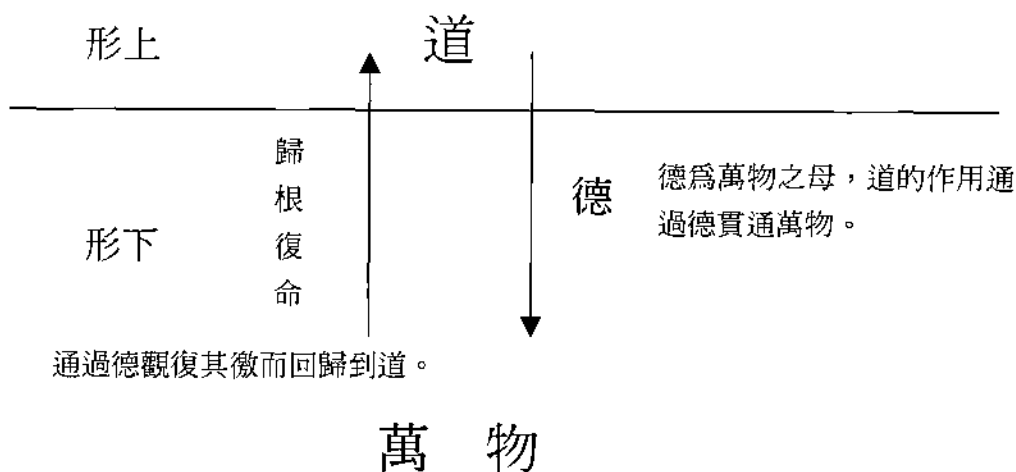 形上
道
歸根復命
形下
德
德爲萬物之母，道的作用通
過德貫通萬物。
通過德觀復其徼而回歸到道。
萬 物